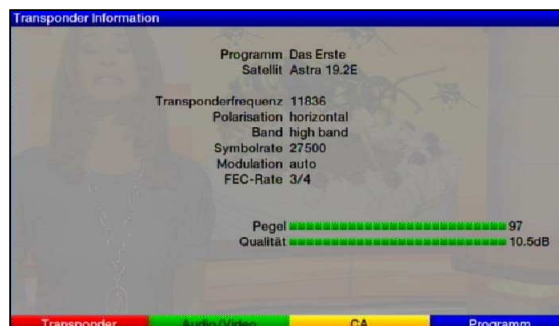 Transponder Information
Programm Das Erste
Satellit Astra 19.2E
Transponderfrequenz 11836
Polarisation horizontal
Band high band
Symbolrate 27500
Modulation auto
FEC-Rate 3/4
Pegel 97
Qualität 10.5dB
Transponder Audio/Video CA Programm